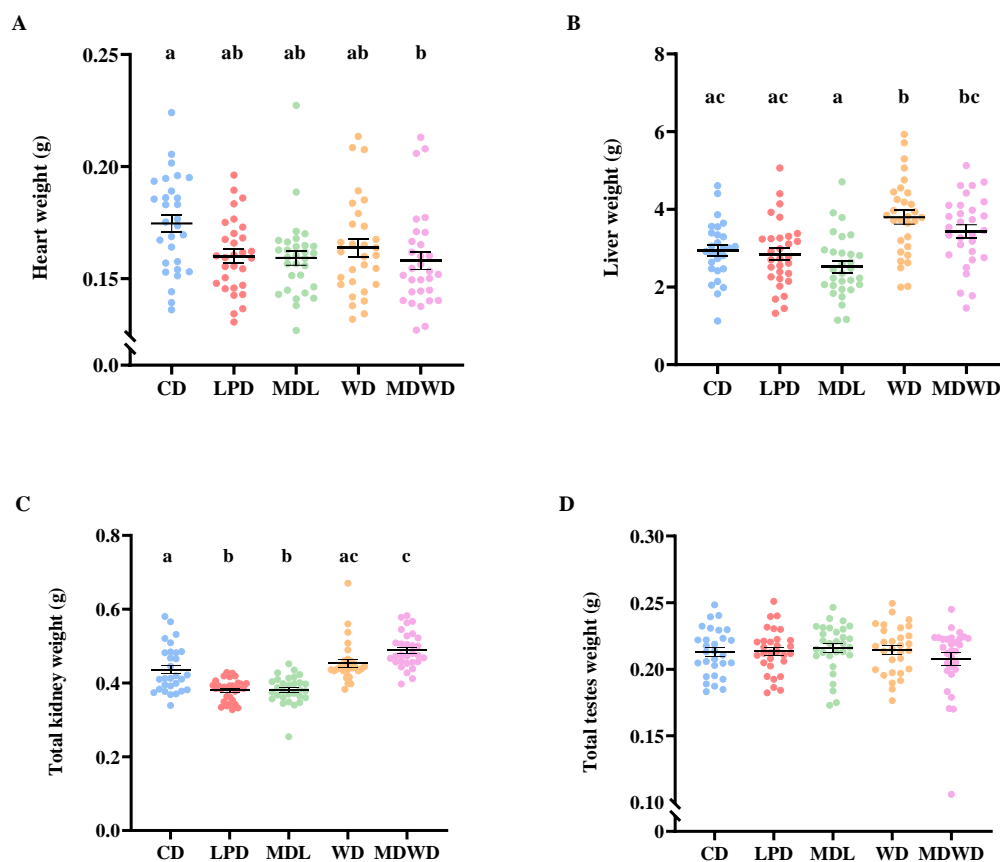 A
Heart weight (g)
0.25
0.20
0.15
0.0
a ab ab ab b
CD LPD MDL WD MDWD
B
Liver weight (g)
8
6
4
2
0
ac ac a b bc
CD LPD MDL WD MDWD
C
Total kidney weight (g)
0.8
0.6
0.4
0.2
0.0
a b b ac c
CD LPD MDL WD MDWD
D
Total testes weight (g)
0.30
0.25
0.20
0.15
0.10
0
CD LPD MDL WD MDWD